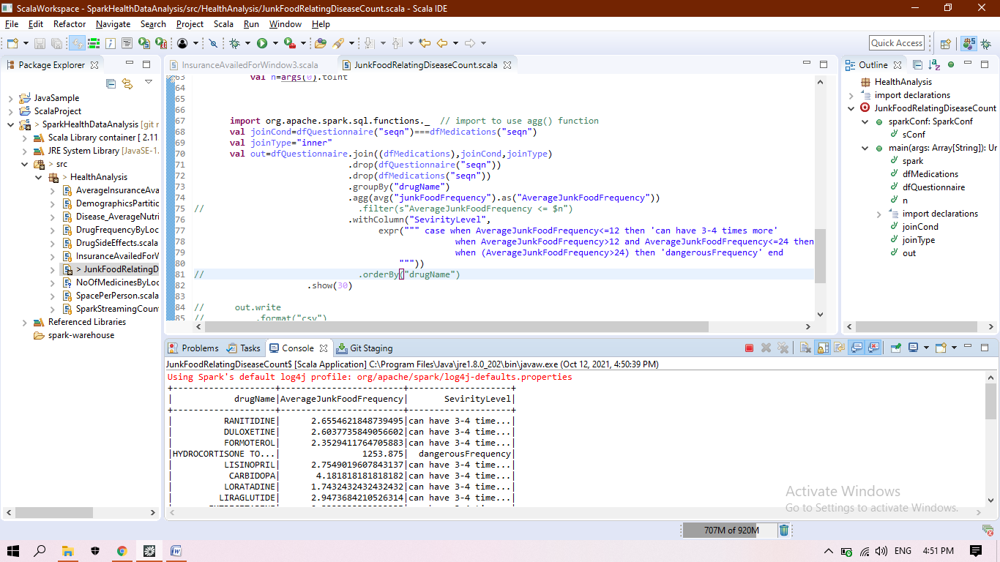 ScalaWorkspace - SparkHealthDataAnalysis/src/HealthAnalysis/JunkFoodRelatingDiseaseCount.scala - Scala IDE
File Edit Refactor Navigate Search Project Scala Run Window Help
Quick Access
Package Explorer
JavaSample
ScalaProject
> SparkHealthDataAnalysis [git r
Scala Library container [ 2.11
JRE System Library [JavaSE-1.
> src
> HealthAnalysis
AverageInsuranceAva
DemographicsPartitic
Disease_AverageNutri
DrugFrequencyByLoc
DrugSideEffects.scala
InsuranceAvailedForV
> JunkFoodRelatingD
NoOfMedicinesByLoc
SpacePerPerson.scala
SparkStreamingCoun
Referenced Libraries
spark-warehouse
InsuranceAvailedForWindow3.scala JunkFoodRelatingDiseaseCount.scala
63 val n=args(0).toInt
64
65
66
67 import org.apache.spark.sql.functions._ // import to use agg() function
68 val joinCond=dfQuestionnaire("seqn")===dfMedications("seqn")
69 val joinType="inner"
70 val out=dfQuestionnaire.join((dfMedications),joinCond,joinType)
71 .drop(dfQuestionnaire("seqn"))
72 .drop(dfMedications("seqn"))
73 .groupBy("drugName")
74 .agg(avg("junkFoodFrequency").as("AverageJunkFoodFrequency"))
75 // .filter(s"AverageJunkFoodFrequency <= $n")
76 .withColumn("SevirityLevel",
77 expr(""" case when AverageJunkFoodFrequency<=12 then 'can have 3-4 times more'
78 when AverageJunkFoodFrequency>12 and AverageJunkFoodFrequency<=24 then
79 when (AverageJunkFoodFrequency>24) then 'dangerousFrequency' end
80 """))
81 // .orderBy("drugName")
82 .show(30)
83
84 // out.write
85 // .format("csv")
Outline
HealthAnalysis
import declarations
JunkFoodRelatingDiseaseCount
sparkConf: SparkConf
sConf
main(args: Array[String]): Ur
spark
dfMedications
dfQuestionnaire
n
import declarations
joinCond
joinType
out
Problems Tasks Console Git Staging
JunkFoodRelatingDiseaseCount$ [Scala Application] C:\Program Files\Java\jre1.8.0_202\bin\javaw.exe (Oct 12, 2021, 4:50:39 PM)
Using Spark's default log4j profile: org/apache/spark/log4j-defaults.properties
+--------------------+------------------------+--------------------+
| drugName|AverageJunkFoodFrequency| SevirityLevel|
+--------------------+------------------------+--------------------+
| RANITIDINE| 2.6554621848739495|can have 3-4 time...|
| DULOXETINE| 2.6037735849056602|can have 3-4 time...|
| FORMOTEROL| 2.3529411764705883|can have 3-4 time...|
|HYDROCORTISONE TO...| 1253.875| dangerousFrequency|
| LISINOPRIL| 2.7549019607843137|can have 3-4 time...|
| CARBIDOPA| 4.181818181818182|can have 3-4 time...|
| LORATADINE| 1.7432432432432432|can have 3-4 time...|
| LIRAGLUTIDE| 2.9473684210526314|can have 3-4 time...|
Activate Windows
Go to Settings to activate Windows.
707M of 920M
ENG 4:51 PM